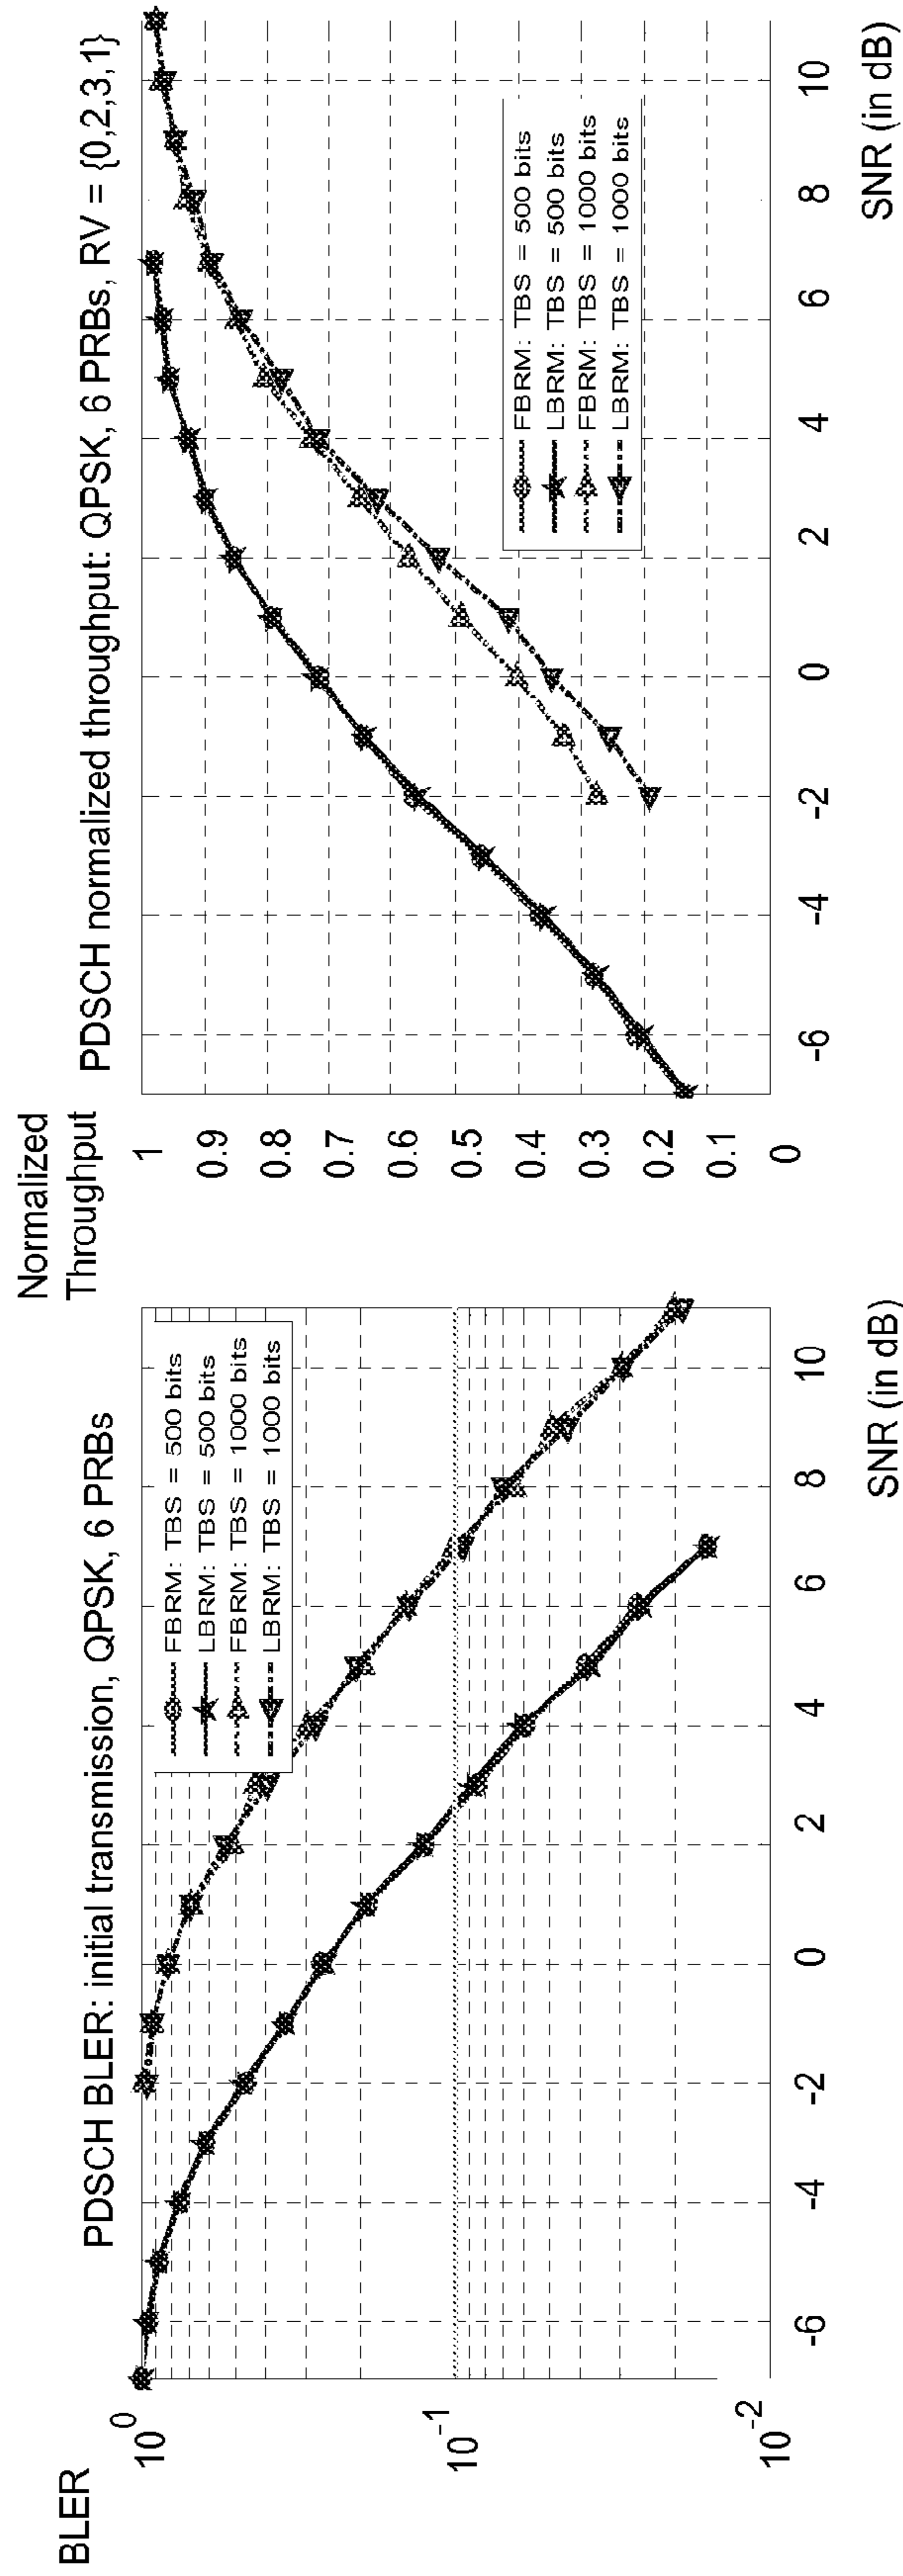 PDSCH BLER: initial transmission, QPSK, 6 PRBs
BLER
10^0
10^-1
10^-2
FBRM: TBS = 500 bits
LBRM: TBS = 500 bits
FBRM: TBS = 1000 bits
LBRM: TBS = 1000 bits
-6 -4 -2 0 2 4 6 8 10
SNR (in dB)
Normalized
Throughput
PDSCH normalized throughput: QPSK, 6 PRBs, RV = {0,2,3,1}
1
0.9
0.8
0.7
0.6
0.5
0.4
0.3
0.2
0.1
0
FBRM: TBS = 500 bits
LBRM: TBS = 500 bits
FBRM: TBS = 1000 bits
LBRM: TBS = 1000 bits
-6 -4 -2 0 2 4 6 8 10
SNR (in dB)